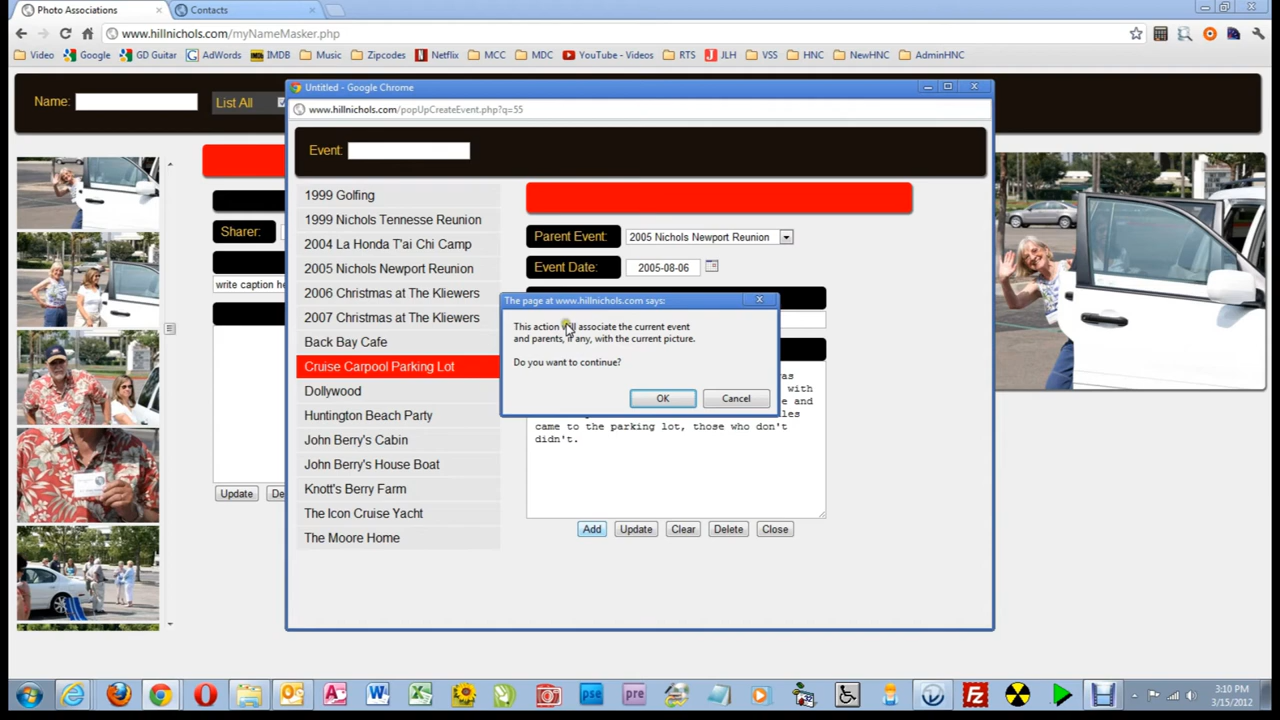 Photo Associations
Contacts
www.hillnichols.com/myNameMasker.php
Video
Google
GD Guitar
AdWords
IMDB
Music
Zipcodes
Netflix
MCC
MDC
YouTube - Videos
RTS
JLH
VSS
HNC
NewHNC
AdminHNC
Name:
List All
Untitled - Google Chrome
www.hillnichols.com/popUpCreateEvent.php?q=55
Event:
1999 Golfing
1999 Nichols Tennesse Reunion
2004 La Honda T'ai Chi Camp
2005 Nichols Newport Reunion
2006 Christmas at The Kliewers
2007 Christmas at The Kliewers
Back Bay Cafe
Cruise Carpool Parking Lot
Dollywood
Huntington Beach Party
John Berry's Cabin
John Berry's House Boat
Knott's Berry Farm
The Icon Cruise Yacht
The Moore Home
Parent Event:
2005 Nichols Newport Reunion
Event Date:
2005-08-06
The page at www.hillnichols.com says:
This action will associate the current event
and parents, if any, with the current picture.
Do you want to continue?
OK
Cancel
came to the parking lot, those who don't
didn't.
Add
Update
Clear
Delete
Close
Sharer:
write caption he
Update
De
pse
pre
3:10 PM
3/15/2012